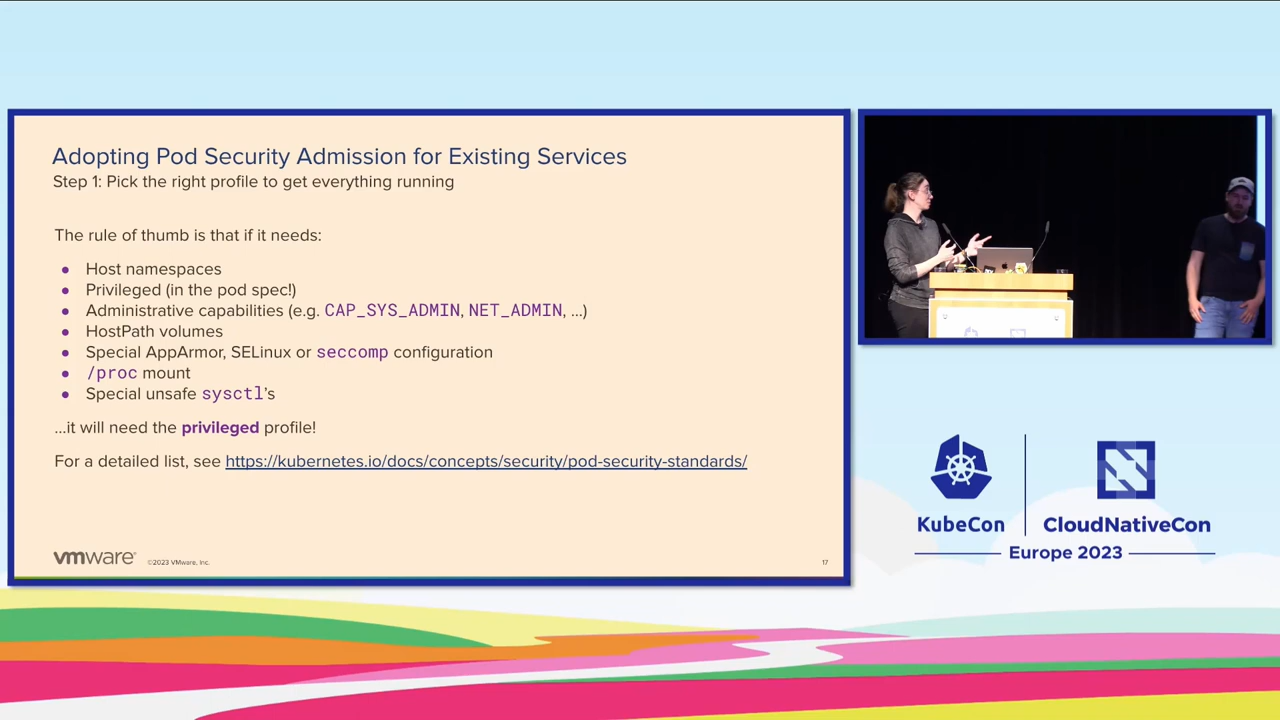 Adopting Pod Security Admission for Existing Services
Step 1: Pick the right profile to get everything running
The rule of thumb is that if it needs:
● Host namespaces
● Privileged (in the pod spec!)
● Administrative capabilities (e.g. CAP_SYS_ADMIN, NET_ADMIN, ...)
● HostPath volumes
● Special AppArmor, SELinux or seccomp configuration
● /proc mount
● Special unsafe sysctl's
...it will need the privileged profile!
For a detailed list, see https://kubernetes.io/docs/concepts/security/pod-security-standards/
vmware®
©2023 VMware, Inc.
17
KubeCon
CloudNativeCon
Europe 2023